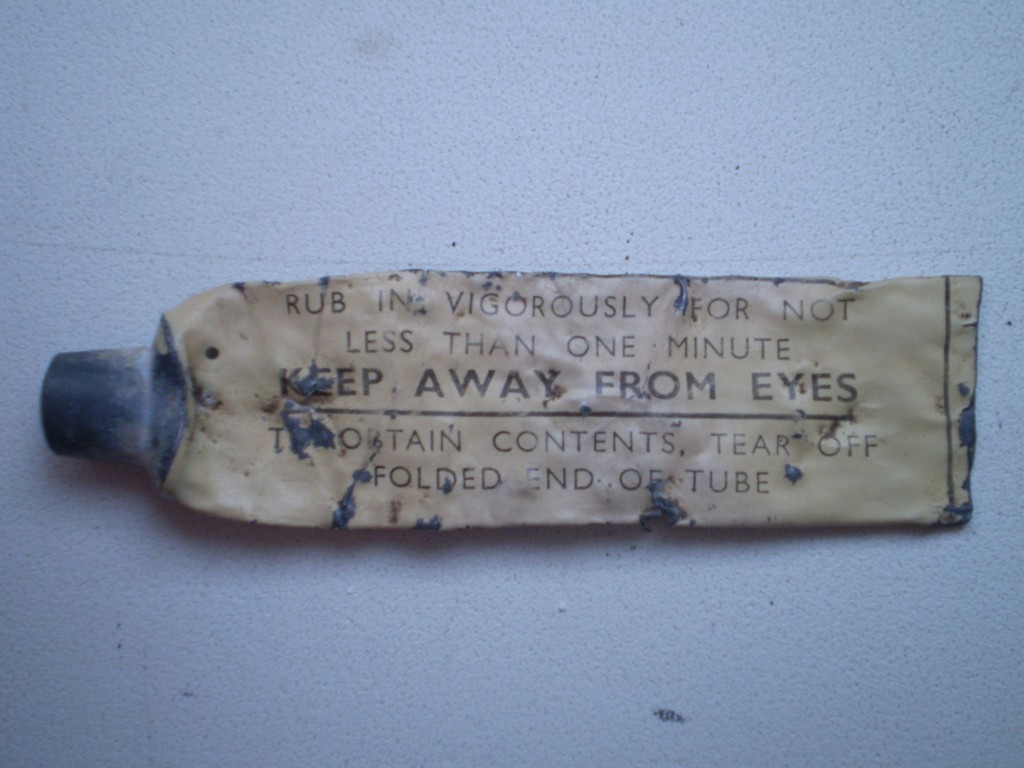 RUB IN VIGOROUSLY FOR NOT
LESS THAN ONE MINUTE
KEEP AWAY FROM EYES
TO OBTAIN CONTENTS, TEAR OFF
FOLDED END OF TUBE